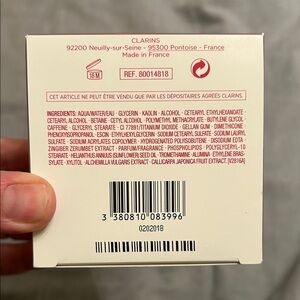 CLARINS
92200 Neuilly-sur-Seine - 95300 Pontoise - France
Made in France
18M
REF. 80014818
CET ARTICLE NE PEUT ÊTRE VENDU QUE PAR LES DÉPOSITAIRES AGRÉÉS CLARINS.
INGREDIENTS: AQUA/WATER/EAU - GLYCERIN - KAOLIN - ALCOHOL - CETEARYL ETHYLHEXANOATE
CETEARYL ALCOHOL - BETAINE - CETYL ALCOHOL - POLYMETHYL METHACRYLATE - BUTYLENE GLYCOL
CAFFEINE - GLYCERYL STEARATE - CI 77891/TITANIUM DIOXIDE - GELLAN GUM - DIMETHICONE
PHENOXYISOPROPANOL - ESCIN - ETHYLENE GLYCOL - SODIUM CETEARYL SULFATE - SODIUM LAURYL
SULFATE - SODIUM ACRYLATES COPOLYMER - HYDROGENATED POLYISOBUTENE - DISODIUM EDTA
ZINGIBER ZERUMBET EXTRACT - PARFUM/FRAGRANCE - PHOSPHOLIPIDS - POLYGLYCERYL-10
STEARATE - HELIANTHUS ANNUUS (SUNFLOWER) SEED OIL - TROMETHAMINE - ALUMINA - ETHYLENE BRAS-
SYLATE - XYLITOL - ALCHEMILLA VULGARIS EXTRACT - CALLICARPA JAPONICA FRUIT EXTRACT. [V2816A]
3 380810 083996
0202018